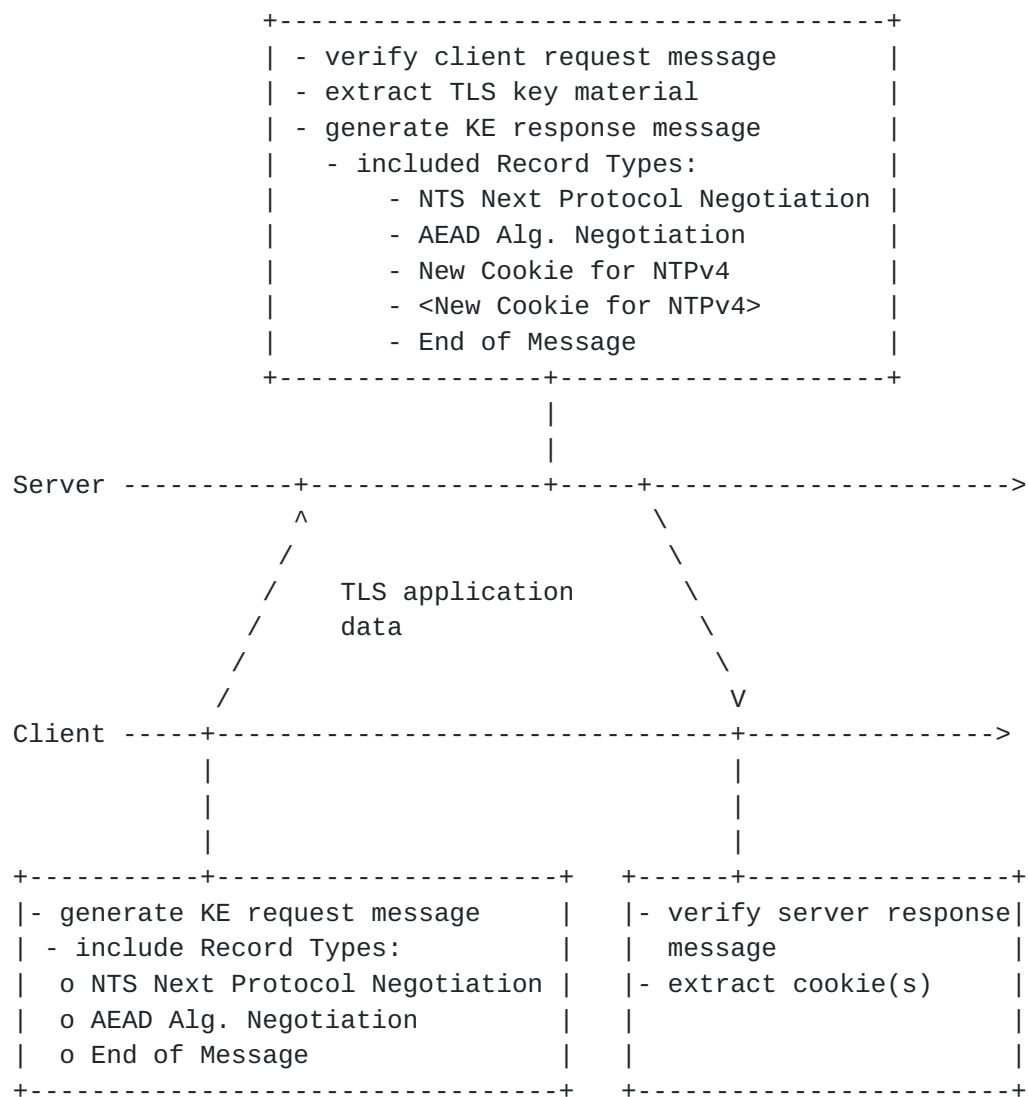 - verify client request message
- extract TLS key material
- generate KE response message
- included Record Types:
- NTS Next Protocol Negotiation
- AEAD Alg. Negotiation
- New Cookie for NTPv4
- <New Cookie for NTPv4>
- End of Message
Server
TLS application
data
Client
- generate KE request message
- include Record Types:
o NTS Next Protocol Negotiation
o AEAD Alg. Negotiation
o End of Message
- verify server response
message
- extract cookie(s)